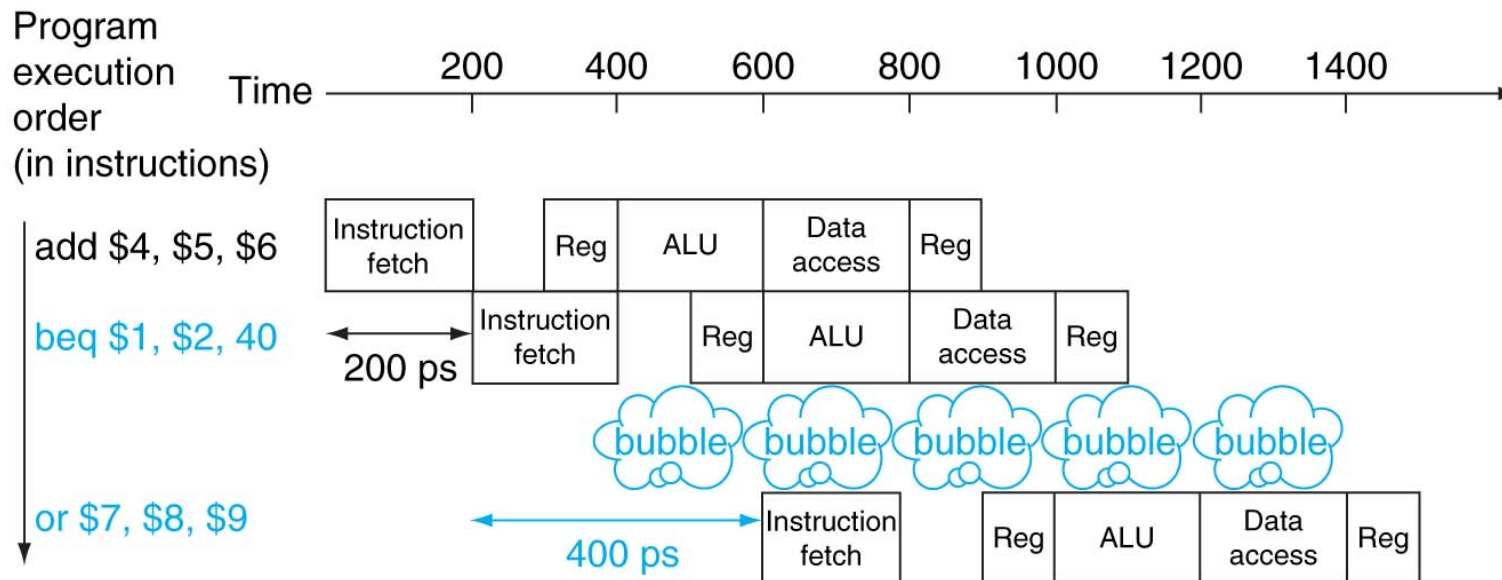 Program
execution
order
(in instructions)
Time
200 400 600 800 1000 1200 1400
add $4, $5, $6
Instruction
fetch
Reg
ALU
Data
access
Reg
beq $1, $2, 40
200 ps
Instruction
fetch
Reg
ALU
Data
access
Reg
bubble bubble bubble bubble bubble
or $7, $8, $9
400 ps
Instruction
fetch
Reg
ALU
Data
access
Reg